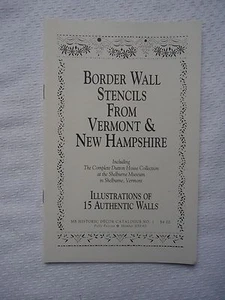 BORDER WALL
STENCILS
FROM
VERMONT &
NEW HAMPSHIRE
Including
The Complete Dutton House Collection
at the Shelburne Museum
in Shelburne, Vermont
ILLUSTRATIONS OF
15 AUTHENTIC WALLS